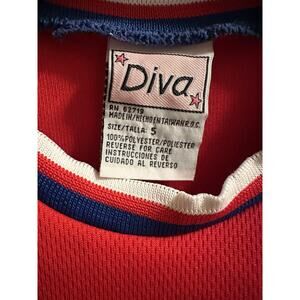 Diva
RN 62719
MADE IN/HECHO EN TAIWAN R.O.C.
SIZE/TALLA: S
100% POLYESTER/POLIESTER
REVERSE FOR CARE
INSTRUCCIONES DE
CUIDADO AL REVERSO